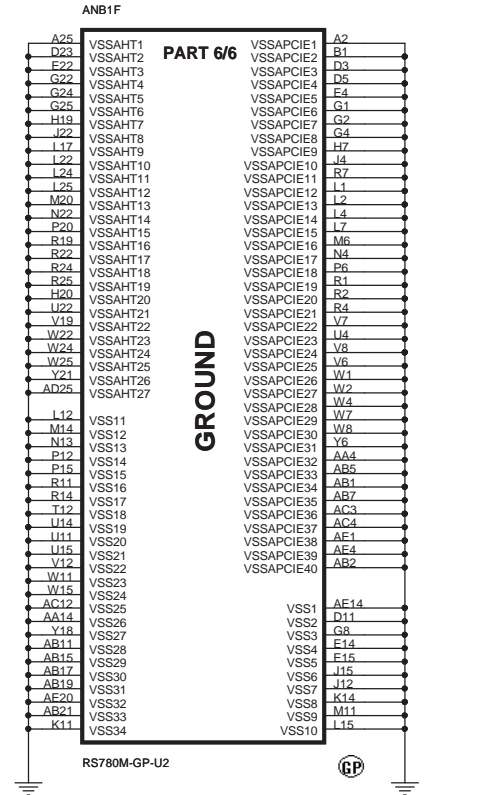 ANB1F
PART 6/6
A25 VSSAHT1 VSSAPCIE1 A2
D23 VSSAHT2 VSSAPCIE2 B1
E22 VSSAHT3 VSSAPCIE3 D3
G22 VSSAHT4 VSSAPCIE4 D5
G24 VSSAHT5 VSSAPCIE5 E4
G25 VSSAHT6 VSSAPCIE6 G1
H19 VSSAHT7 VSSAPCIE7 G2
J22 VSSAHT8 VSSAPCIE8 G4
L17 VSSAHT9 VSSAPCIE9 H7
L22 VSSAHT10 VSSAPCIE10 J4
L24 VSSAHT11 VSSAPCIE11 R7
L25 VSSAHT12 VSSAPCIE12 L1
M20 VSSAHT13 VSSAPCIE13 L2
N22 VSSAHT14 VSSAPCIE14 L4
P20 VSSAHT15 VSSAPCIE15 L7
R19 VSSAHT16 VSSAPCIE16 M6
R22 VSSAHT17 VSSAPCIE17 N4
R24 VSSAHT18 VSSAPCIE18 P6
R25 VSSAHT19 VSSAPCIE19 R1
H20 VSSAHT20 VSSAPCIE20 R2
U22 VSSAHT21 VSSAPCIE21 R4
V19 VSSAHT22 VSSAPCIE22 V7
W22 VSSAHT23 VSSAPCIE23 U4
W24 VSSAHT24 VSSAPCIE24 V8
W25 VSSAHT25 VSSAPCIE25 V6
Y21 VSSAHT26 VSSAPCIE26 W1
AD25 VSSAHT27 VSSAPCIE27 W2
VSSAPCIE28 W4
L12 VSS11 VSSAPCIE29 W7
M14 VSS12 VSSAPCIE30 W8
N13 VSS13 VSSAPCIE31 Y6
P12 VSS14 VSSAPCIE32 AA4
P15 VSS15 VSSAPCIE33 AB5
R11 VSS16 VSSAPCIE34 AB1
R14 VSS17 VSSAPCIE35 AB7
T12 VSS18 VSSAPCIE36 AC3
U14 VSS19 VSSAPCIE37 AC4
U11 VSS20 VSSAPCIE38 AE1
U15 VSS21 VSSAPCIE39 AE4
V12 VSS22 VSSAPCIE40 AB2
W11 VSS23
W15 VSS24
AC12 VSS25 VSS1 AE14
AA14 VSS26 VSS2 D11
Y18 VSS27 VSS3 G8
AB11 VSS28 VSS4 E14
AB15 VSS29 VSS5 E15
AB17 VSS30 VSS6 J15
AB19 VSS31 VSS7 J12
AE20 VSS32 VSS8 K14
AB21 VSS33 VSS9 M11
K11 VSS34 VSS10 L15
GROUND
RS780M-GP-U2
GP